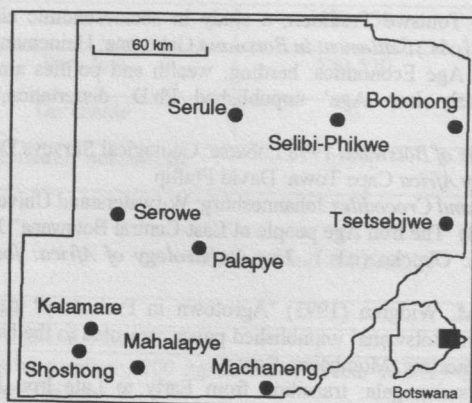 60 km
Serule
Bobonong
Selibi-Phikwe
Serowe
Tsetsebjwe
Palapye
Kalamare
Mahalapye
Shoshong
Machaneng
Botswana